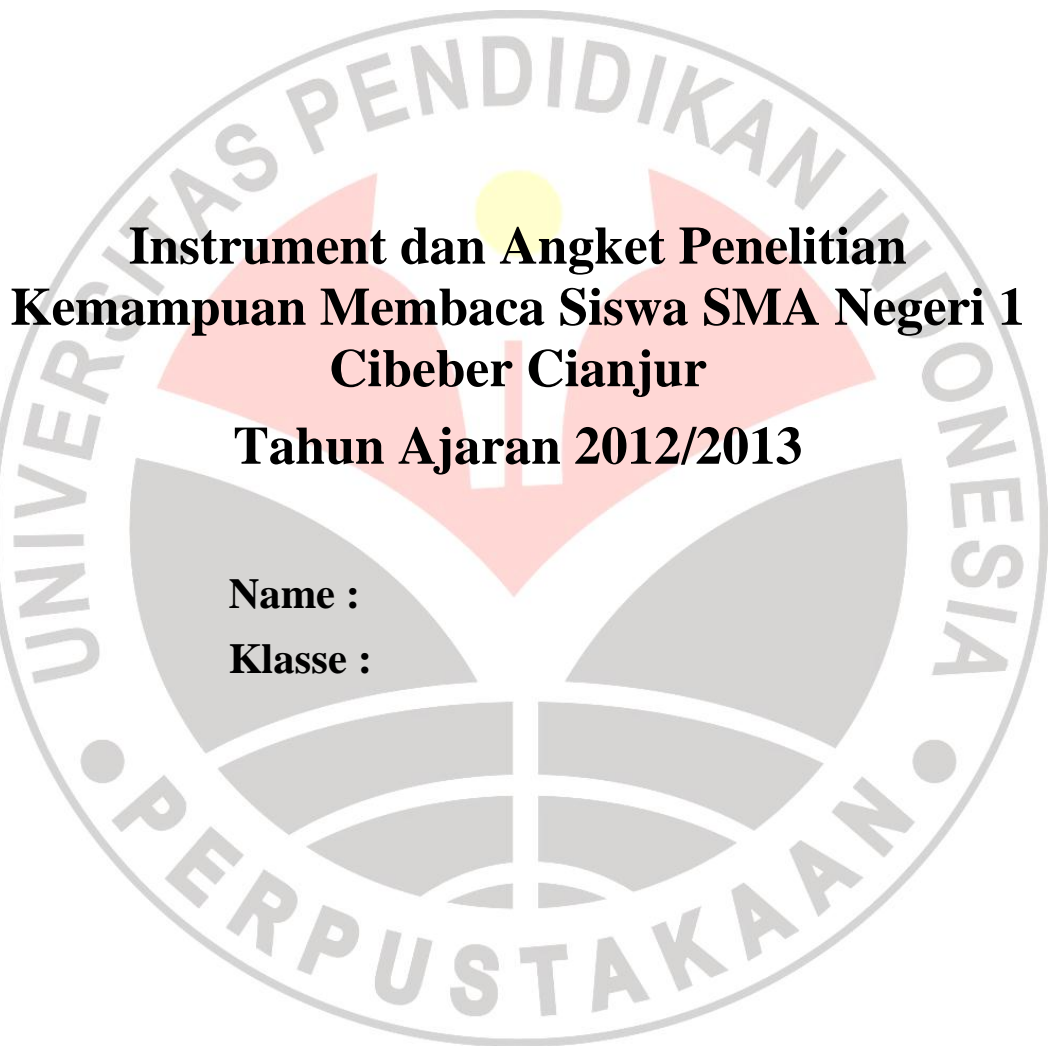 UNIVERSITAS PENDIDIKAN INDONESIA
Instrument dan Angket Penelitian
Kemampuan Membaca Siswa SMA Negeri 1
Cibeber Cianjur
Tahun Ajaran 2012/2013
Name :
Klasse :
PERPUSTAKAAN